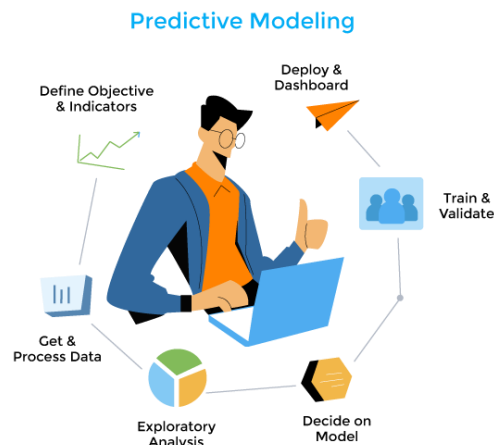 Predictive Modeling
Define Objective
& Indicators
Get &
Process Data
Exploratory
Analysis
Decide on
Model
Train &
Validate
Deploy &
Dashboard